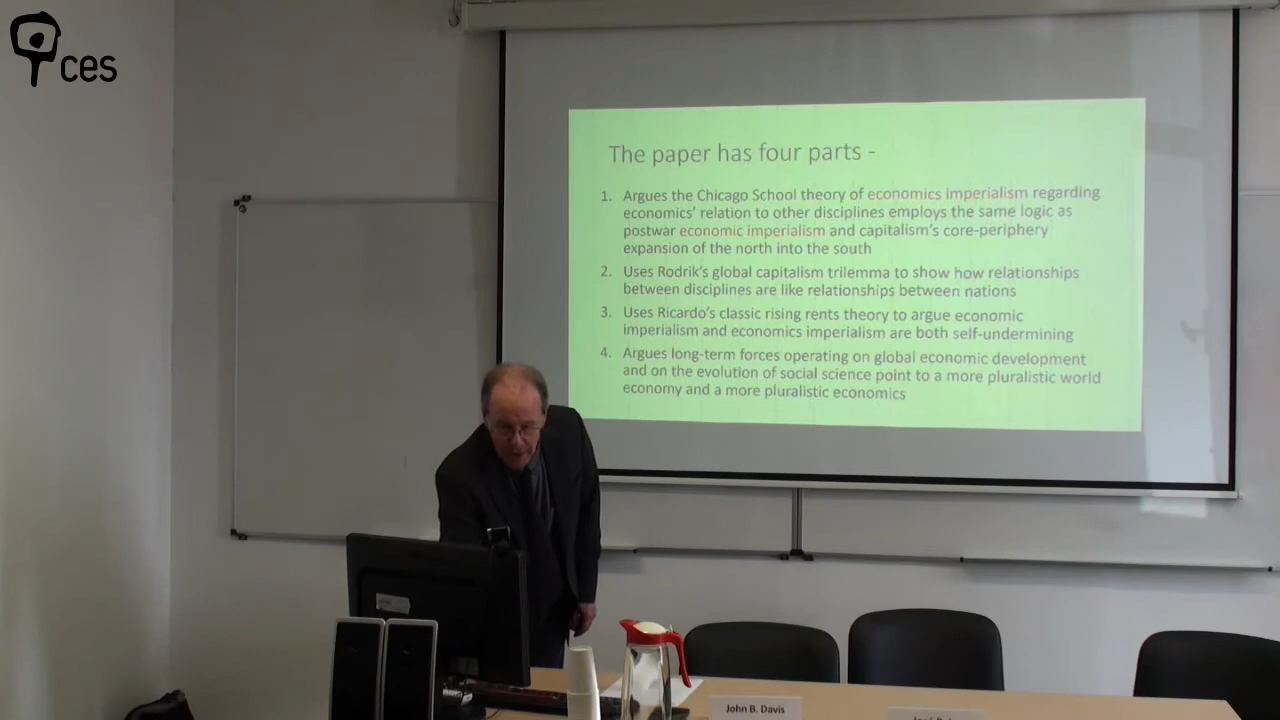 ces
The paper has four parts -
1. Argues the Chicago School theory of economics imperialism regarding
economics' relation to other disciplines employs the same logic as
postwar economic imperialism and capitalism's core-periphery
expansion of the north into the south
2. Uses Rodrik's global capitalism trilemma to show how relationships
between disciplines are like relationships between nations
3. Uses Ricardo's classic rising rents theory to argue economic
imperialism and economics imperialism are both self-undermining
4. Argues long-term forces operating on global economic development
and on the evolution of social science point to a more pluralistic world
economy and a more pluralistic economics
John B. Davis